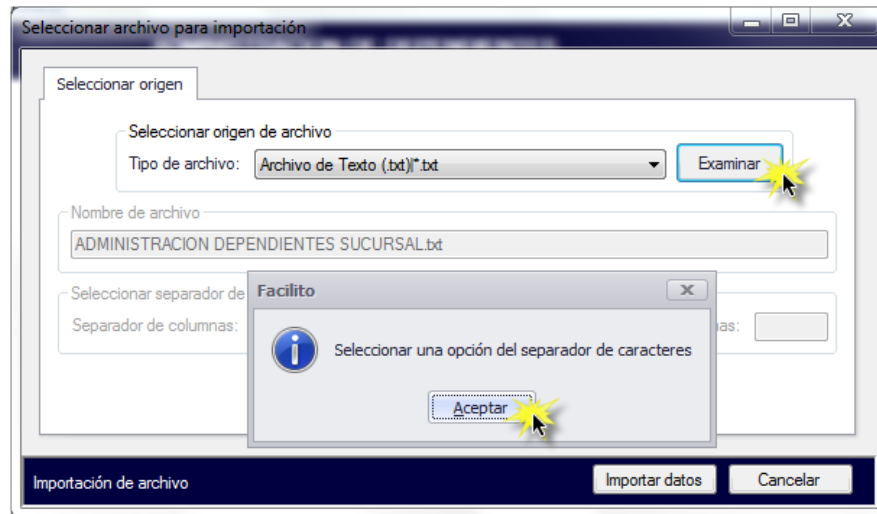 Seleccionar archivo para importación
Seleccionar origen
Seleccionar origen de archivo
Tipo de archivo: Archivo de Texto (.txt)|*.txt Examinar
Nombre de archivo
ADMINISTRACION DEPENDIENTES SUCURSAL.txt
Seleccionar separador de
Separador de columnas:
Facilito
Seleccionar una opción del separador de caracteres
Aceptar
Importación de archivo Importar datos Cancelar